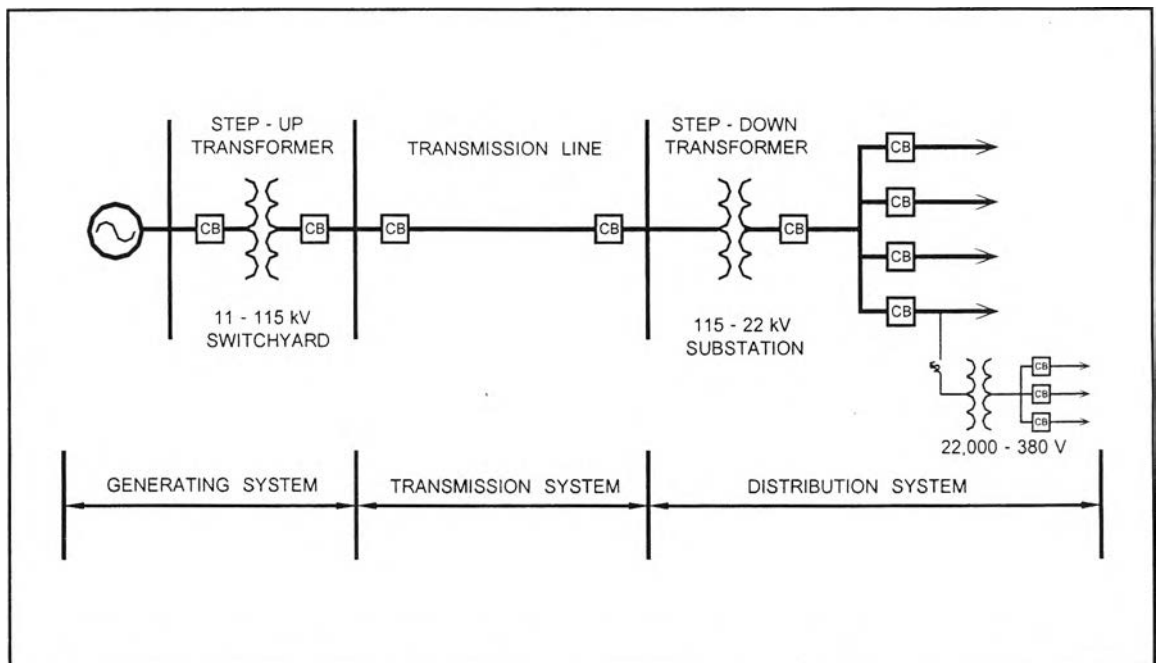 STEP - UP
TRANSFORMER
TRANSMISSION LINE
STEP - DOWN
TRANSFORMER
CB
CB
CB
CB
CB
CB
CB
CB
CB
11 - 115 kV
SWITCHYARD
115 - 22 kV
SUBSTATION
CB
CB
CB
22,000 - 380 V
GENERATING SYSTEM
TRANSMISSION SYSTEM
DISTRIBUTION SYSTEM